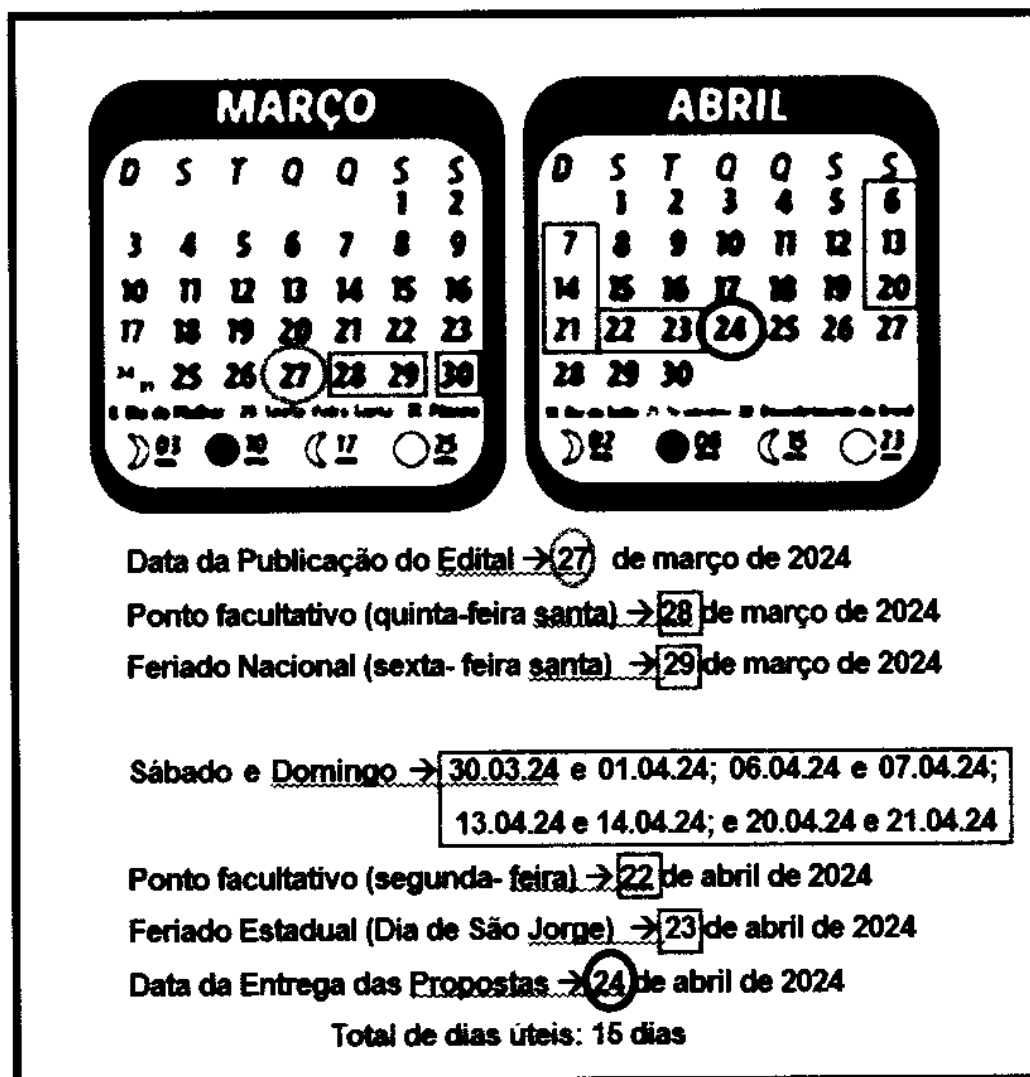 MARÇO
D S T Q Q S S
1 2
3 4 5 6 7 8 9
10 11 12 13 14 15 16
17 18 19 20 21 22 23
25 26 27 28 29 30
03 10 17 25
ABRIL
D S T Q Q S S
1 2 3 4 5 6
7 8 9 10 11 12 13
14 15 16 17 18 19 20
21 22 23 24 25 26 27
28 29 30
02 08 15 23
Data da Publicação do Edital → 27 de março de 2024
Ponto facultativo (quinta-feira santa) → 28 de março de 2024
Feriado Nacional (sexta- feira santa) → 29 de março de 2024
Sábado e Domingo → 30.03.24 e 01.04.24; 06.04.24 e 07.04.24;
13.04.24 e 14.04.24; e 20.04.24 e 21.04.24
Ponto facultativo (segunda- feira) → 22 de abril de 2024
Feriado Estadual (Dia de São Jorge) → 23 de abril de 2024
Data da Entrega das Propostas → 24 de abril de 2024
Total de dias úteis: 15 dias